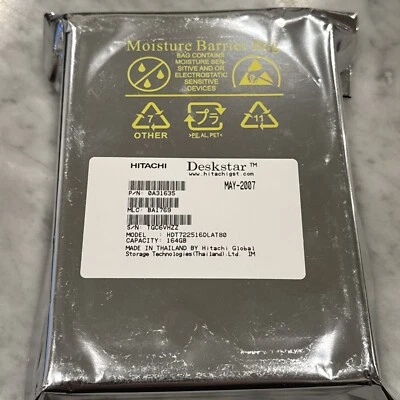 Moisture Barrier Bag
BAG CONTAINS
MOISTURE SEN-
SITIVE AND/OR
ELECTROSTATIC
SENSITIVE
DEVICES
7
OTHER
プラ
>PE, AL, PET<
11
HITACHI
Deskstar™
www.hitachigst.com
P/N: 0A31635
MAY-2007
MLC: BA1769
S/N: TGC6VHZZ
MODEL : HDT722516DLAT80
CAPACITY: 164GB
MADE IN THAILAND BY Hitachi Global
Storage Technologies(Thailand).Ltd. IM